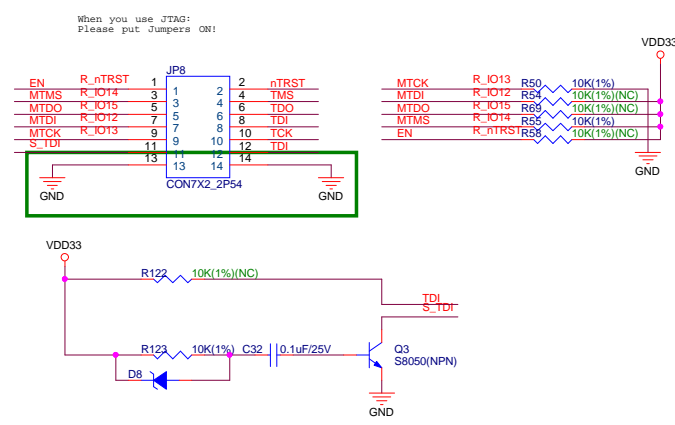 When you use JTAG:
Please put Jumpers ON!
VDD33
JP8
EN R_nTRST 1 1 2 2 nTRST
MTMS R_IO14 3 3 4 4 TMS
MTDO R_IO15 5 5 6 6 TDO
MTDI R_IO12 7 7 8 8 TDI
MTCK R_IO13 9 9 10 10 TCK
S_TDI 11 11 12 12 TDI
13 13 14 14
GND
CON7X2_2P54
GND
MTCK R_IO13 R50 10K(1%)
MTDI R_IO12 R54 10K(1%)(NC)
MTDO R_IO15 R69 10K(1%)(NC)
MTMS R_IO14 R55 10K(1%)
EN R_nTRST R58 10K(1%)(NC)
GND
VDD33
R122 10K(1%)(NC)
TDI
S_TDI
R123 10K(1%) C32 0.1uF/25V
Q3
S8050(NPN)
D8
GND